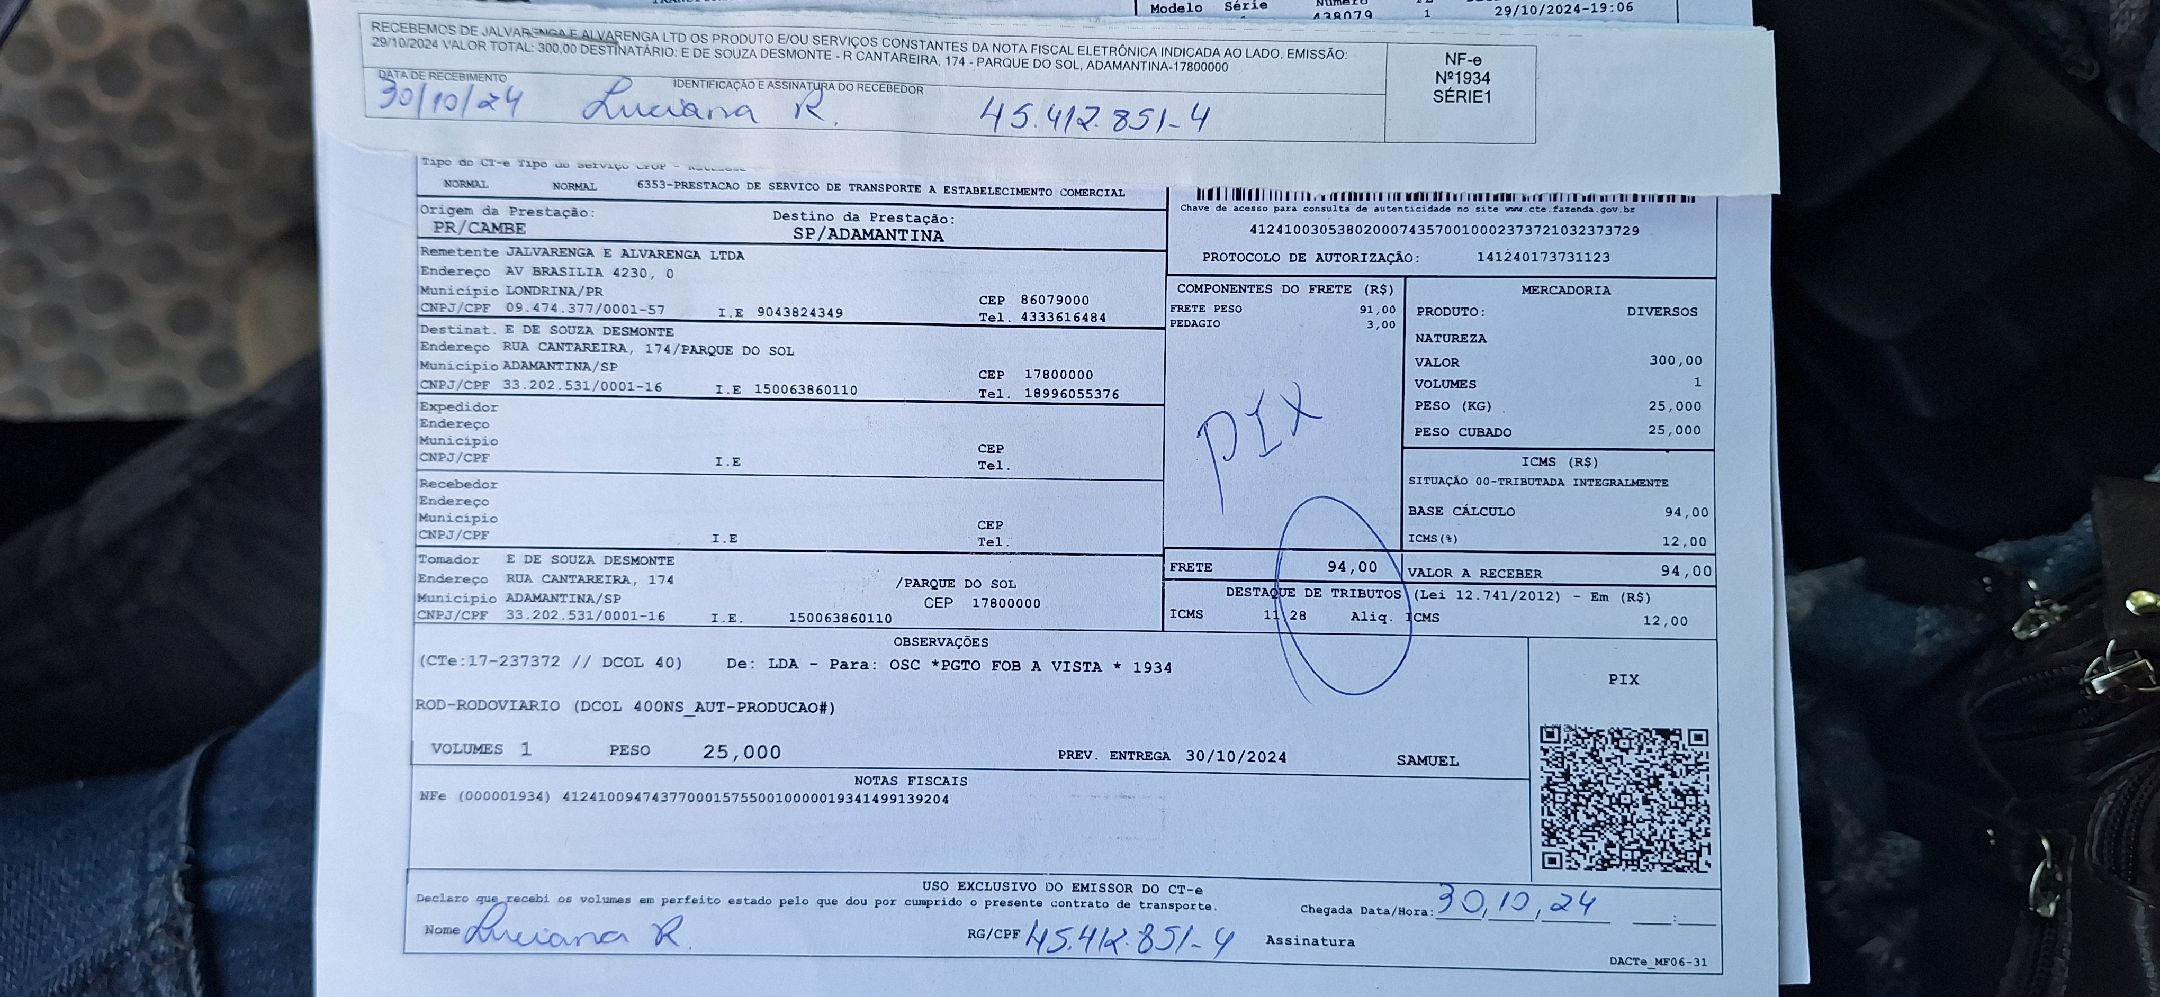 Modelo Série Número
438079 1 29/10/2024-19:06
RECEBEMOS DE JALVARENGA E ALVARENGA LTD OS PRODUTO E/OU SERVIÇOS CONSTANTES DA NOTA FISCAL ELETRÔNICA INDICADA AO LADO. EMISSÃO:
29/10/2024 VALOR TOTAL: 300,00 DESTINATÁRIO: E DE SOUZA DESMONTE - R CANTAREIRA, 174 - PARQUE DO SOL, ADAMANTINA-17800000
DATA DE RECEBIMENTO IDENTIFICAÇÃO E ASSINATURA DO RECEBEDOR
30/10/24 Luciana R. 45.412.851-4
NF-e
Nº1934
SÉRIE1
Tipo do CT-e Tipo do Serviço CFOP -
NORMAL NORMAL 6353-PRESTACAO DE SERVICO DE TRANSPORTE A ESTABELECIMENTO COMERCIAL
Origem da Prestação: Destino da Prestação:
PR/CAMBE SP/ADAMANTINA
Chave de acesso para consulta de autenticidade no site www.cte.fazenda.gov.br
41241003053802000743570010002373721032373729
PROTOCOLO DE AUTORIZAÇÃO: 141240173731123
Remetente JALVARENGA E ALVARENGA LTDA
Endereço AV BRASILIA 4230, 0
Município LONDRINA/PR CEP 86079000
CNPJ/CPF 09.474.377/0001-57 I.E 9043824349 Tel. 4333616484
Destinat. E DE SOUZA DESMONTE
Endereço RUA CANTAREIRA, 174/PARQUE DO SOL
Município ADAMANTINA/SP CEP 17800000
CNPJ/CPF 33.202.531/0001-16 I.E 150063860110 Tel. 18996055376
Expedidor
Endereço
Município CEP
CNPJ/CPF I.E Tel.
Recebedor
Endereço
Município CEP
CNPJ/CPF I.E Tel.
Tomador E DE SOUZA DESMONTE
Endereço RUA CANTAREIRA, 174 /PARQUE DO SOL
Município ADAMANTINA/SP CEP 17800000
CNPJ/CPF 33.202.531/0001-16 I.E. 150063860110
COMPONENTES DO FRETE (R$)
FRETE PESO 91,00
PEDAGIO 3,00
PIX
MERCADORIA
PRODUTO: DIVERSOS
NATUREZA
VALOR 300,00
VOLUMES 1
PESO (KG) 25,000
PESO CUBADO 25,000
ICMS (R$)
SITUAÇÃO 00-TRIBUTADA INTEGRALMENTE
BASE CÁLCULO 94,00
ICMS(%) 12,00
FRETE 94,00 VALOR A RECEBER 94,00
DESTAQUE DE TRIBUTOS (Lei 12.741/2012) - Em (R$)
ICMS 11,28 Aliq. ICMS 12,00
OBSERVAÇÕES
(CTe:17-237372 // DCOL 40) De: LDA - Para: OSC *PGTO FOB A VISTA * 1934
ROD-RODOVIARIO (DCOL 400NS_AUT-PRODUCAO#)
VOLUMES 1 PESO 25,000 PREV. ENTREGA 30/10/2024 SAMUEL
PIX
NOTAS FISCAIS
NFe (000001934) 41241009474377000157550010000019341499139204
USO EXCLUSIVO DO EMISSOR DO CT-e
Declaro que recebi os volumes em perfeito estado pelo que dou por cumprido o presente contrato de transporte. Chegada Data/Hora: 30,10,24 __:__
Nome Luciana R. RG/CPF 45.412.851-4 Assinatura
DACTe_MF06-31